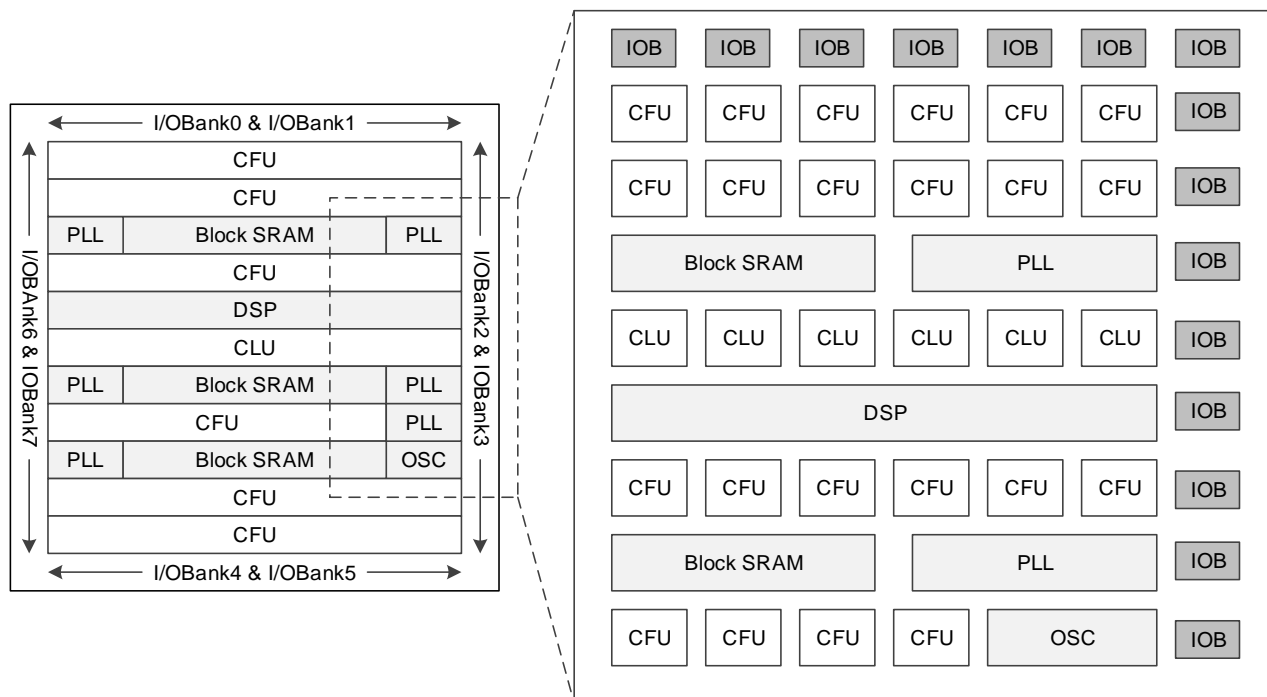 I/OBank0 & I/OBank1
CFU
CFU
PLL Block SRAM PLL
CFU
DSP
CLU
PLL Block SRAM PLL
CFU PLL
PLL Block SRAM OSC
CFU
CFU
I/OBank4 & I/OBank5
I/OBAnk6 & IOBank7
I/OBank2 & IOBank3
IOB IOB IOB IOB IOB IOB IOB
CFU CFU CFU CFU CFU CFU IOB
CFU CFU CFU CFU CFU CFU IOB
Block SRAM PLL IOB
CLU CLU CLU CLU CLU CLU IOB
DSP IOB
CFU CFU CFU CFU CFU CFU IOB
Block SRAM PLL IOB
CFU CFU CFU CFU OSC IOB